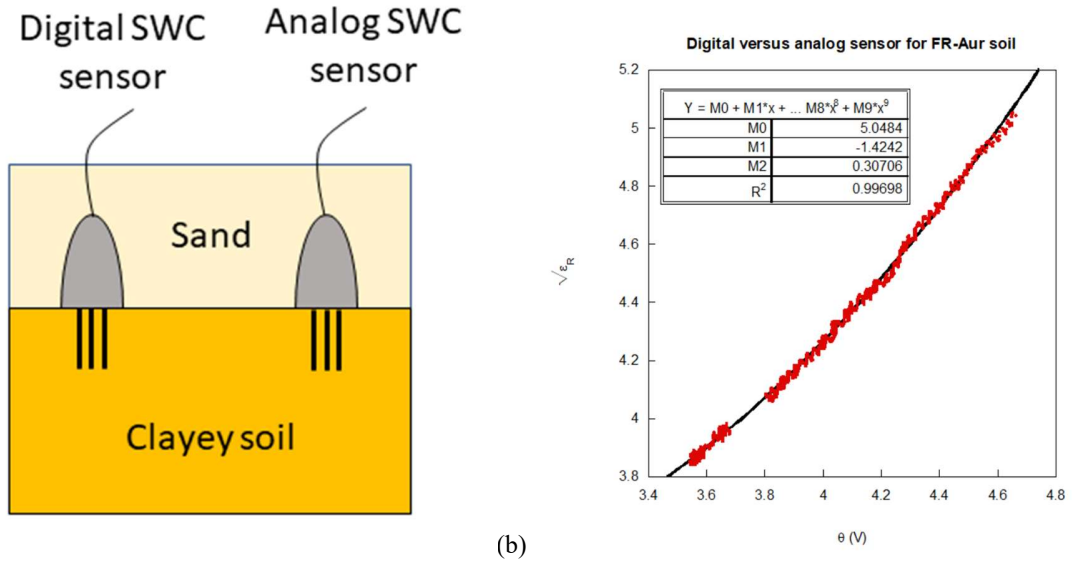 Digital SWC
sensor
Analog SWC
sensor
Sand
Clayey soil
(b)
Digital versus analog sensor for FR-Aur soil
Y = M0 + M1*x + ... M8*x⁸ + M9*x⁹
M0 5.0484
M1 -1.4242
M2 0.30706
R² 0.99698
5.2
5
4.8
4.6
4.4
4.2
4
3.8
√εR
3.4 3.6 3.8 4 4.2 4.4 4.6 4.8
θ (V)